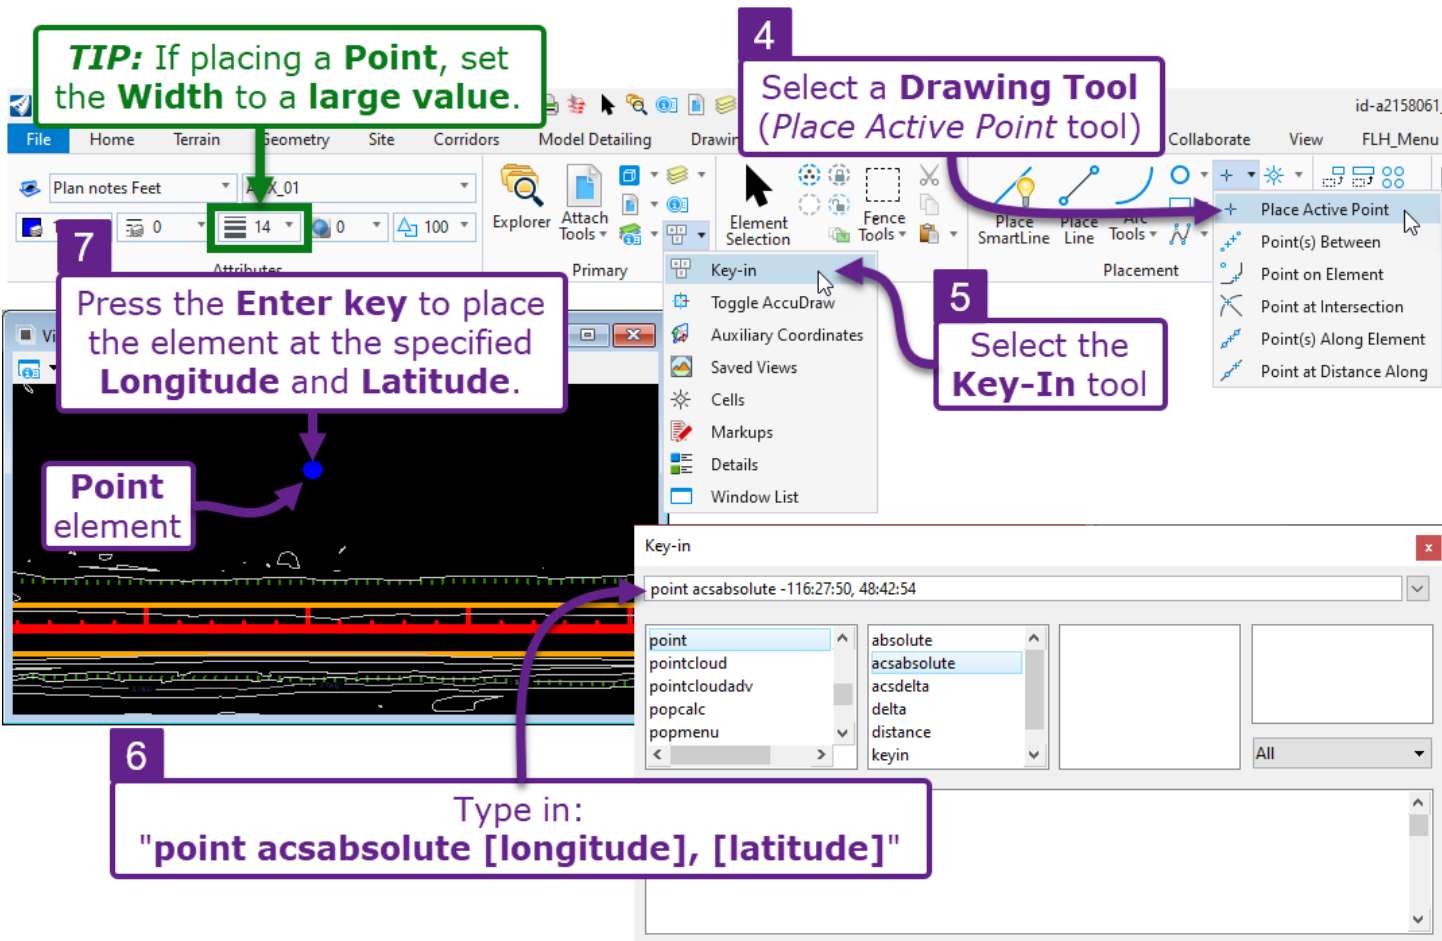 TIP: If placing a Point, set
the Width to a large value.
4
Select a Drawing Tool
(Place Active Point tool)
id-a2158061
File
Home
Terrain
Geometry
Site
Corridors
Model Detailing
Collaborate
View
FLH_Menu
Plan notes Feet
0
14
0
100
Explorer
Attach
Tools
Primary
Element
Selection
Fence
Tools
Place
SmartLine
Place
Line
Arc
Tools
Placement
Attributes
Place Active Point
Point(s) Between
Point on Element
Point at Intersection
Point(s) Along Element
Point at Distance Along
Key-in
Toggle AccuDraw
Auxiliary Coordinates
Saved Views
Cells
Markups
Details
Window List
5
Select the
Key-In tool
7
Press the Enter key to place
the element at the specified
Longitude and Latitude.
Point
element
Key-in
x
point acsabsolute -116:27:50, 48:42:54
point
pointcloud
pointcloudadv
popcalc
popmenu
absolute
acsabsolute
acsdelta
delta
distance
keyin
All
6
Type in:
"point acsabsolute [longitude], [latitude]"